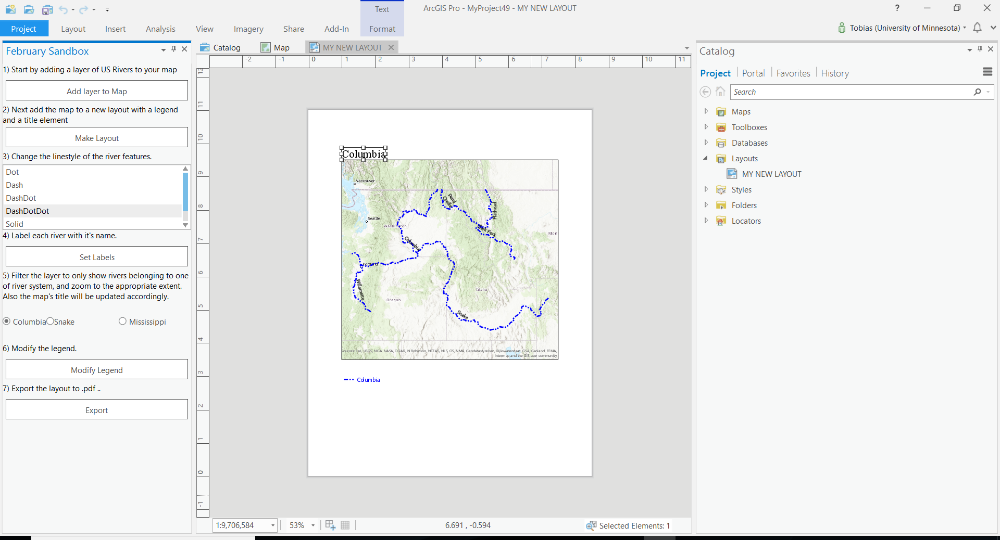 Text
ArcGIS Pro - MyProject49 - MY NEW LAYOUT
?
Project
Layout
Insert
Analysis
View
Imagery
Share
Add-In
Format
Tobias (University of Minnesota)
February Sandbox
1) Start by adding a layer of US Rivers to your map
Add layer to Map
2) Next add the map to a new layout with a legend
and a title element
Make Layout
3) Change the linestyle of the river features.
Dot
Dash
DashDot
DashDotDot
Solid
4) Label each river with it's name.
Set Labels
5) Filter the layer to only show rivers belonging to one
of river system, and zoom to the appropriate extent.
Also the map's title will be updated accordingly.
Columbia Snake Mississippi
6) Modify the legend.
Modify Legend
7) Export the layout to .pdf ..
Export
Catalog
Map
MY NEW LAYOUT
-2 -1 0 1 2 3 4 5 6 7 8 9 10 11
12
11
10
9
8
7
6
5
4
3
2
1
0
-1
Columbia
Vancouver
Pend
Oreille
Flathead
Seattle
Washington
Clark Fork
Mon
Columbia
Portland
Willamette
Idaho
Oregon
Snake
Sources: Esri, USGS, NGA, NASA, CGIAR, N Robinson, NCEAS, NLS, OS, NMA, Geodatastyrelsen, Rijkswaterstaat, GSA, Geoland, FEMA,
Intermap and the GIS user community
Columbia
1:9,706,584
53%
6.691 , -0.594
Selected Elements: 1
Catalog
Project
Portal
Favorites
History
Search
Maps
Toolboxes
Databases
Layouts
MY NEW LAYOUT
Styles
Folders
Locators